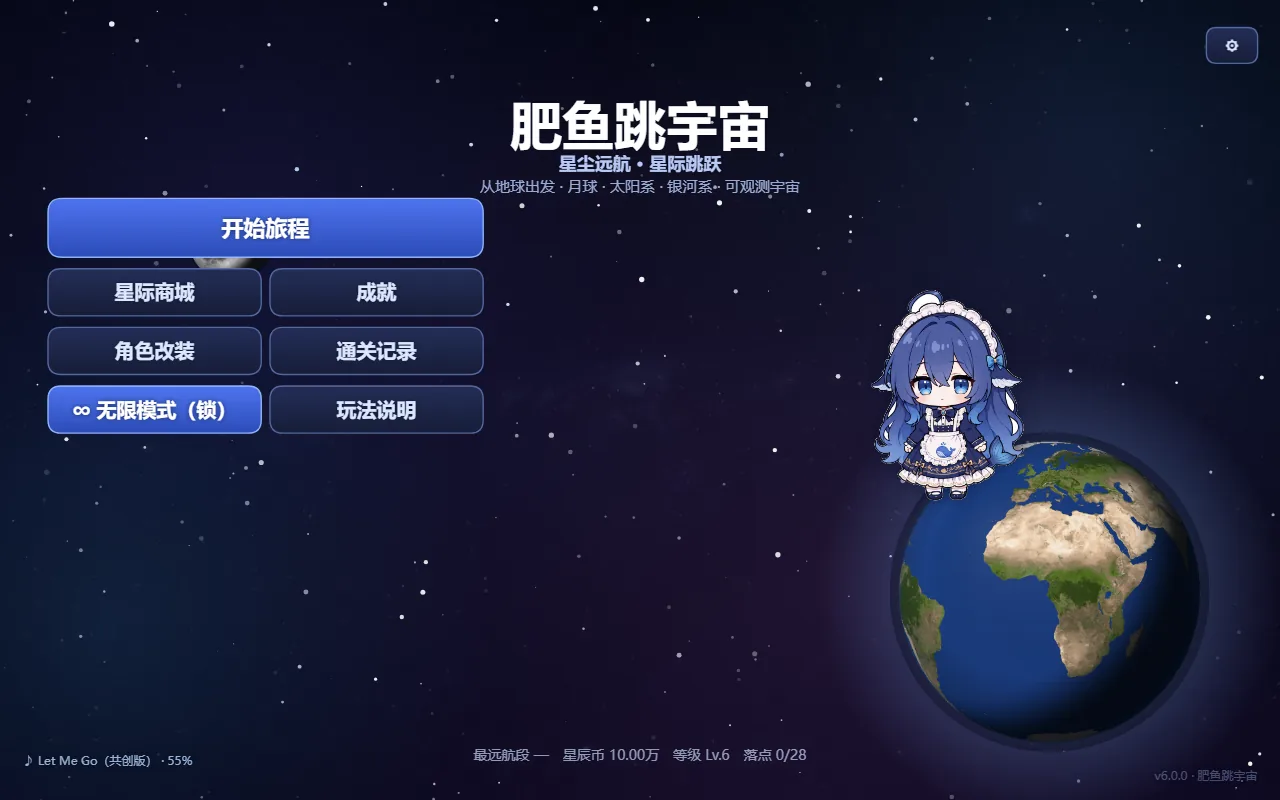 肥鱼跳宇宙
星尘远航 · 星际跳跃
从地球出发 · 月球 · 太阳系 · 银河系 · 可观测宇宙
开始旅程
星际商城
成就
角色改装
通关记录
∞ 无限模式（锁）
玩法说明
最远航段 — 星辰币 10.00万 等级 Lv.6 落点 0/28
♪ Let Me Go（共创版） · 55%
v6.0.0 · 肥鱼跳宇宙